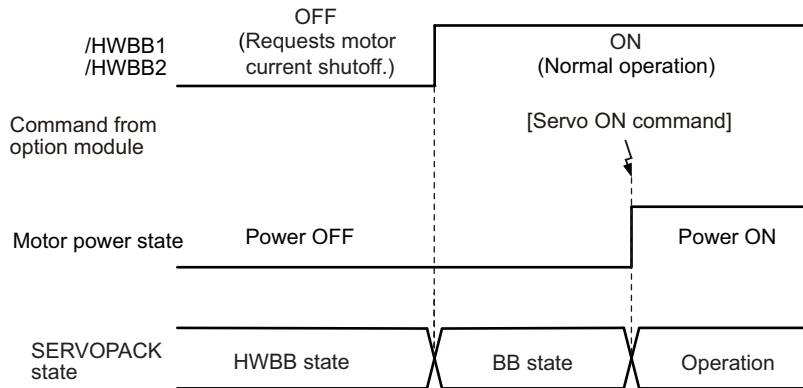 OFF
(Requests motor
current shutoff.)
/HWBB1
/HWBB2
ON
(Normal operation)
Command from
option module
[Servo ON command]
Motor power state
Power OFF
Power ON
SERVOPACK
state
HWBB state
BB state
Operation